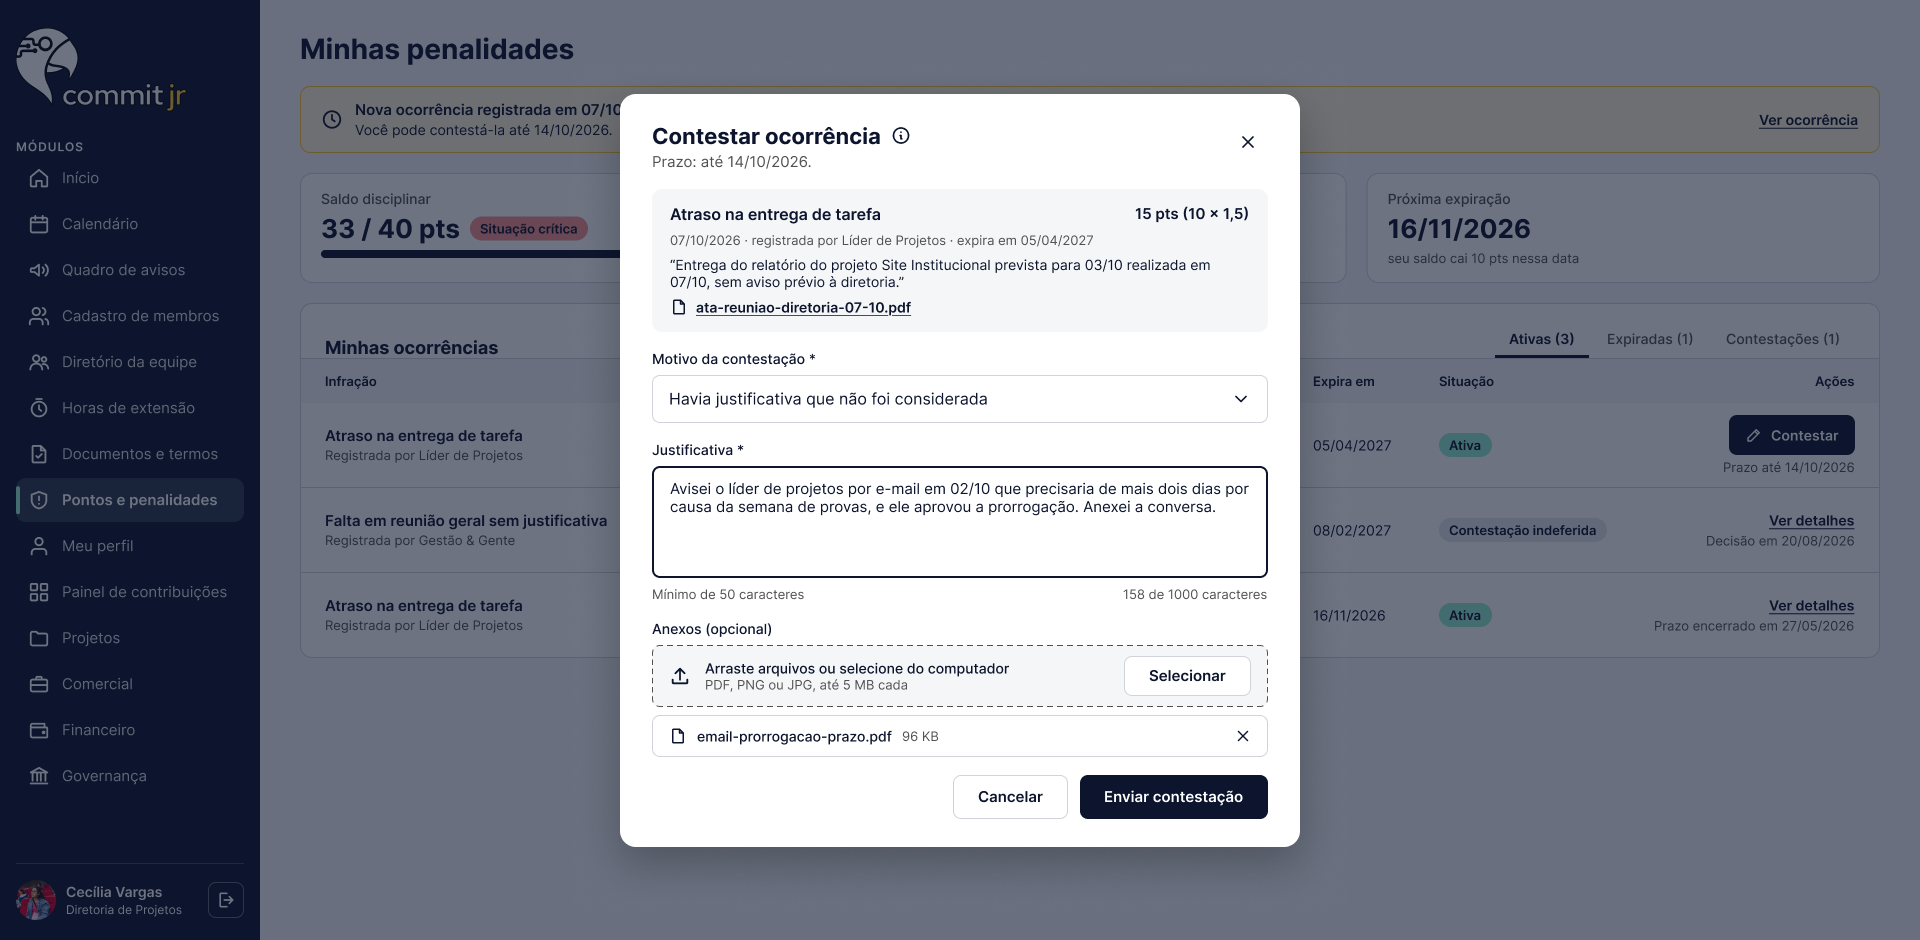 commit jr
MÓDULOS
Início
Calendário
Quadro de avisos
Cadastro de membros
Diretório da equipe
Horas de extensão
Documentos e termos
Pontos e penalidades
Meu perfil
Painel de contribuições
Projetos
Comercial
Financeiro
Governança
Cecília Vargas
Diretoria de Projetos
Minhas penalidades
Nova ocorrência registrada em 07/10
Você pode contestá-la até 14/10/2026.
Ver ocorrência
Saldo disciplinar
33 / 40 pts
Situação crítica
Próxima expiração
16/11/2026
seu saldo cai 10 pts nessa data
Minhas ocorrências
Ativas (3)
Expiradas (1)
Contestações (1)
Infração
Expira em
Situação
Ações
Atraso na entrega de tarefa
Registrada por Líder de Projetos
05/04/2027
Ativa
Contestar
Prazo até 14/10/2026
Falta em reunião geral sem justificativa
Registrada por Gestão & Gente
08/02/2027
Contestação indeferida
Ver detalhes
Decisão em 20/08/2026
Atraso na entrega de tarefa
Registrada por Líder de Projetos
16/11/2026
Ativa
Ver detalhes
Prazo encerrado em 27/05/2026
Contestar ocorrência
Prazo: até 14/10/2026.
Atraso na entrega de tarefa
15 pts (10 × 1,5)
07/10/2026 · registrada por Líder de Projetos · expira em 05/04/2027
“Entrega do relatório do projeto Site Institucional prevista para 03/10 realizada em
07/10, sem aviso prévio à diretoria.”
ata-reuniao-diretoria-07-10.pdf
Motivo da contestação *
Havia justificativa que não foi considerada
Justificativa *
Avisei o líder de projetos por e-mail em 02/10 que precisaria de mais dois dias por
causa da semana de provas, e ele aprovou a prorrogação. Anexei a conversa.
Mínimo de 50 caracteres
158 de 1000 caracteres
Anexos (opcional)
Arraste arquivos ou selecione do computador
PDF, PNG ou JPG, até 5 MB cada
Selecionar
email-prorrogacao-prazo.pdf
96 KB
Cancelar
Enviar contestação